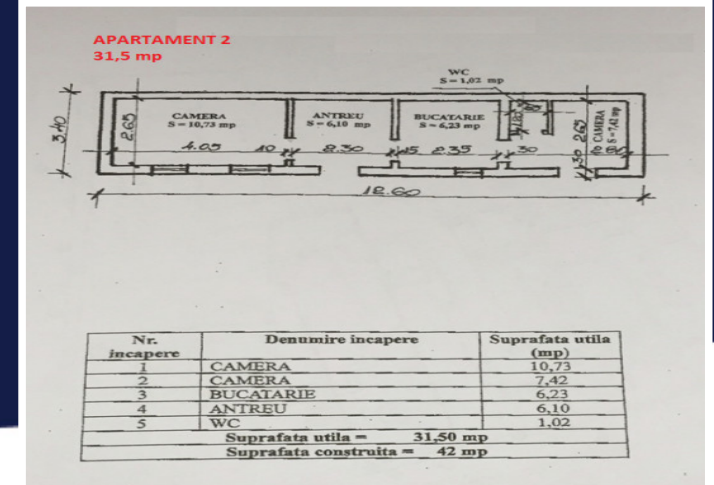 APARTAMENT 2
31,5 mp
WC
S=1,02 mp
CAMERA
S=10,73 mp
ANTREU
S=6,10 mp
BUCATARIE
S=6,23 mp
CAMERA
S=7,42 mp
3.40
2.65
2.65
4.05
10
2.30
15
2.35
30
30
10
12.60
Nr. incapere Denumire incapere Suprafata utila (mp)
1 CAMERA 10,73
2 CAMERA 7,42
3 BUCATARIE 6,23
4 ANTREU 6,10
5 WC 1,02
Suprafata utila = 31,50 mp
Suprafata construita = 42 mp